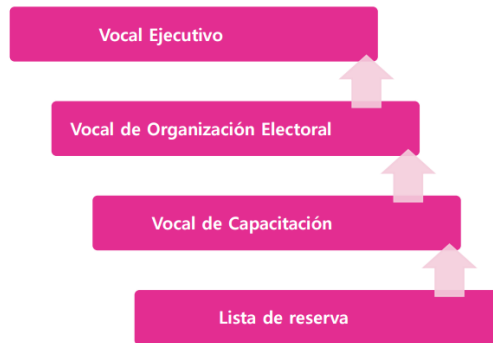 Vocal Ejecutivo
Vocal de Organización Electoral
Vocal de Capacitación
Lista de reserva